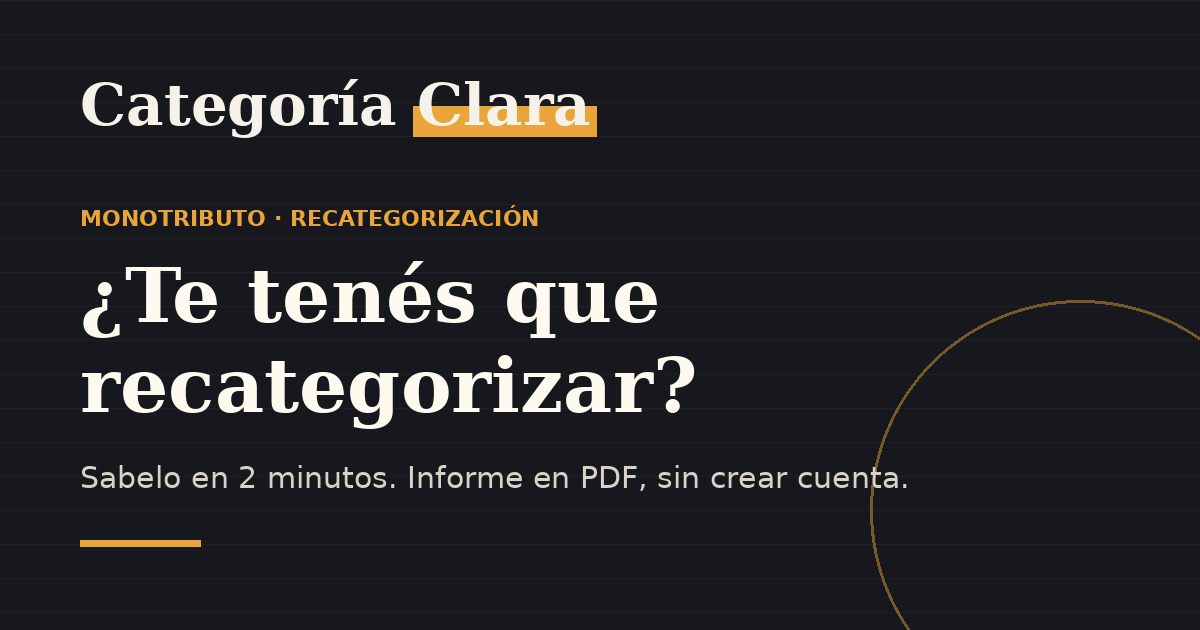 Categoría Clara
MONOTRIBUTO · RECATEGORIZACIÓN
¿Te tenés que
recategorizar?
Sabelo en 2 minutos. Informe en PDF, sin crear cuenta.